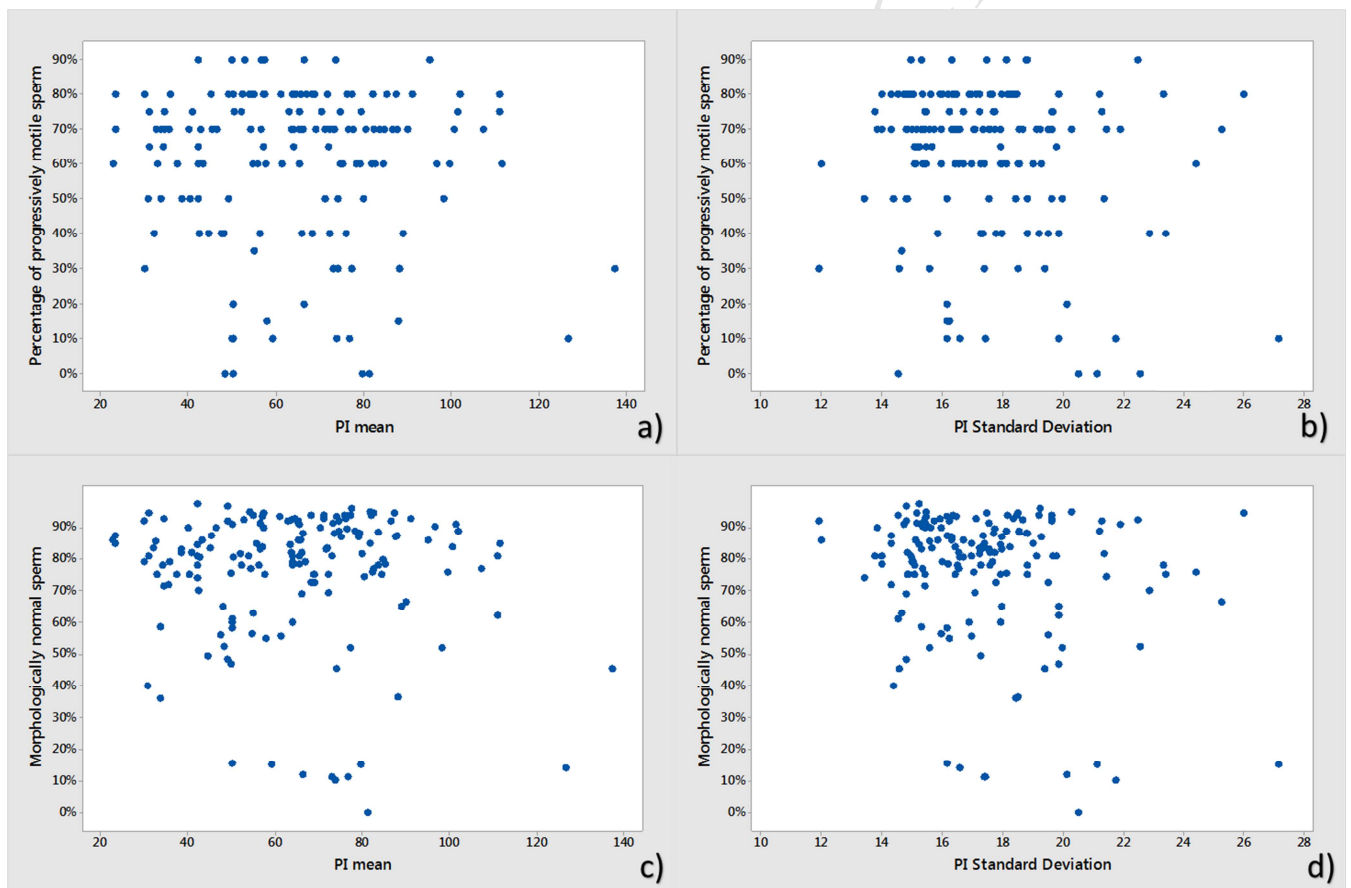 Percentage of progressively motile sperm
90%
80%
70%
60%
50%
40%
30%
20%
10%
0%
20 40 60 80 100 120 140
PI mean
a)
Percentage of progressively motile sperm
90%
80%
70%
60%
50%
40%
30%
20%
10%
0%
10 12 14 16 18 20 22 24 26 28
PI Standard Deviation
b)
Morphologically normal sperm
90%
80%
70%
60%
50%
40%
30%
20%
10%
0%
20 40 60 80 100 120 140
PI mean
c)
Morphologically normal sperm
90%
80%
70%
60%
50%
40%
30%
20%
10%
0%
10 12 14 16 18 20 22 24 26 28
PI Standard Deviation
d)